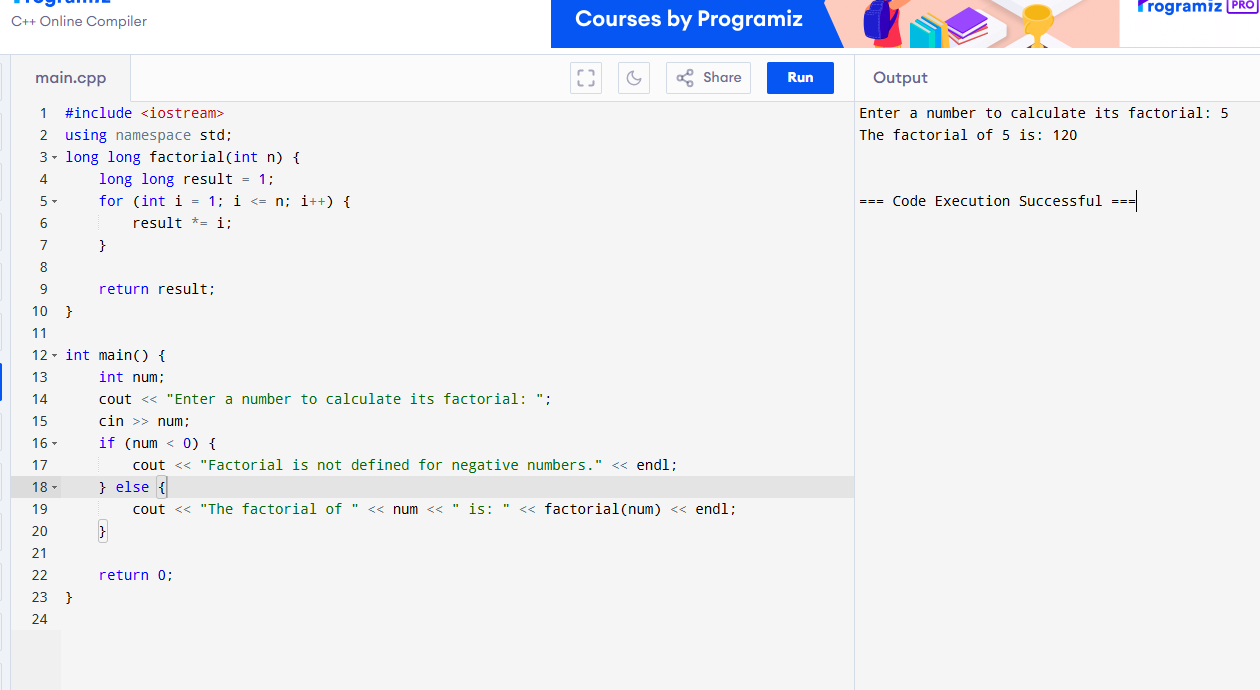 Programiz
C++ Online Compiler
Courses by Programiz
Programiz PRO
main.cpp
Share
Run
Output
1 #include <iostream>
2 using namespace std;
3 long long factorial(int n) {
4     long long result = 1;
5     for (int i = 1; i <= n; i++) {
6         result *= i;
7     }
8
9     return result;
10 }
11
12 int main() {
13     int num;
14     cout << "Enter a number to calculate its factorial: ";
15     cin >> num;
16     if (num < 0) {
17         cout << "Factorial is not defined for negative numbers." << endl;
18     } else {
19         cout << "The factorial of " << num << " is: " << factorial(num) << endl;
20     }
21
22     return 0;
23 }
24
Enter a number to calculate its factorial: 5
The factorial of 5 is: 120
=== Code Execution Successful ===